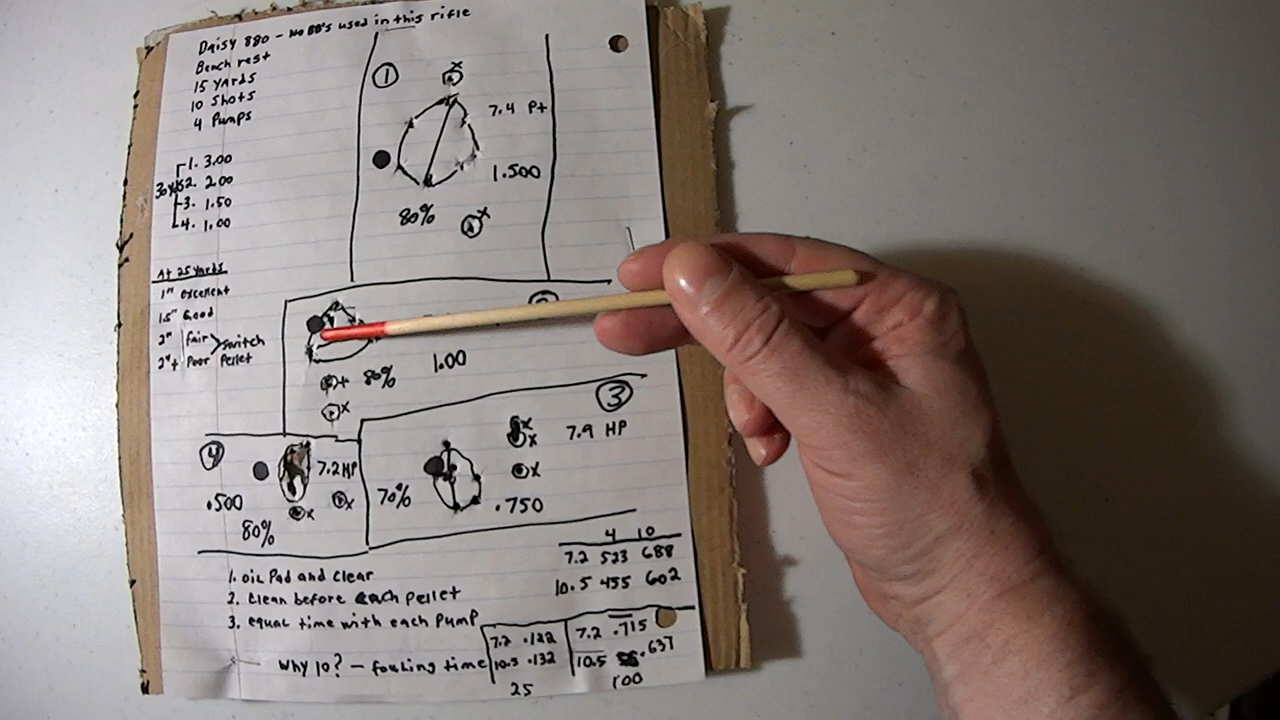 Daisy 880 - No BB's used in this rifle
Bench rest
15 yards
10 shots
4 Pumps
1. 3.00
2. 2.00
3. 1.50
4. 1.00
At 25 yards
1" excellent
1.5" Good
2" fair
2"+ Poor
switch
Pellet
1
X
7.4 Pt
1.500
80%
X
1.00
80%
+
X
3
X
X
7.9 HP
X
70%
.750
4
7.2 HP
.500
X
X
80%
4 10
7.2 523 688
10.5 455 602
1. oil Pad and Clear
2. Clean before each pellet
3. equal time with each Pump
Why 10? - fouling time
7.2 .122
10.5 .132
25
7.2 .715
10.5 .637
100